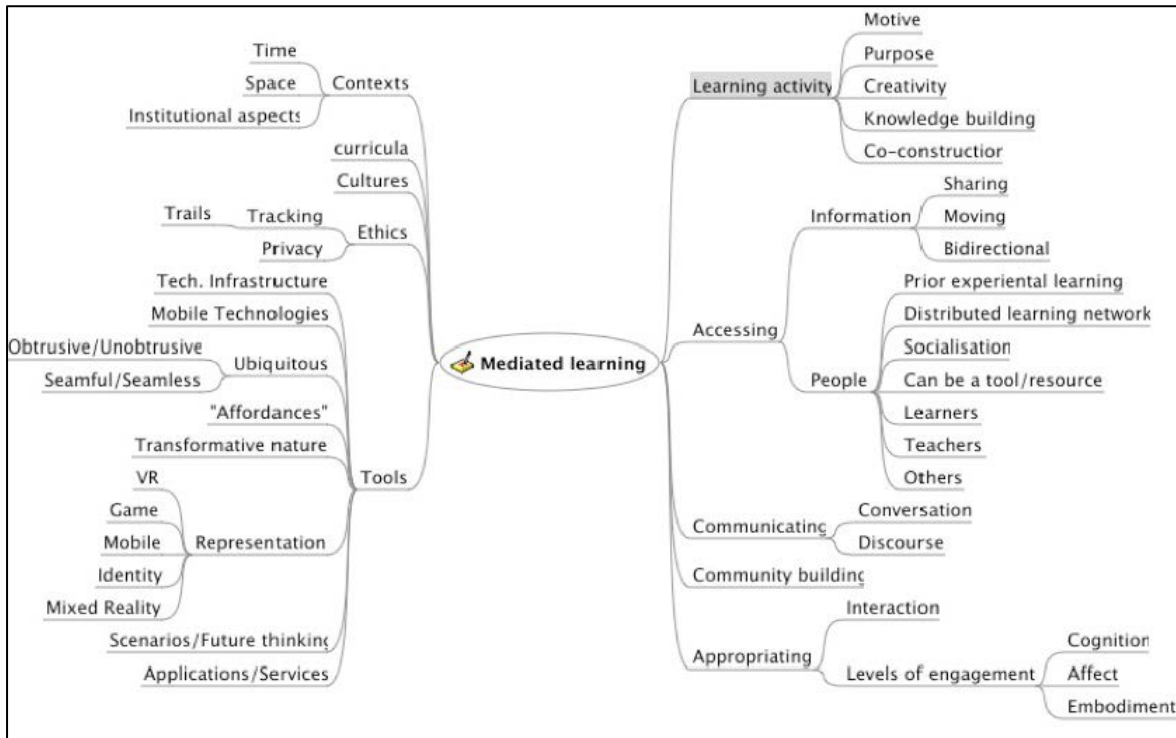 Mediated learning
Contexts
Time
Space
Institutional aspects
curricula
Cultures
Ethics
Tracking
Trails
Privacy
Tools
Tech. Infrastructure
Mobile Technologies
Ubiquitous
Obtrusive/Unobtrusive
Seamful/Seamless
"Affordances"
Transformative nature
Representation
VR
Game
Mobile
Identity
Mixed Reality
Scenarios/Future thinking
Applications/Services
Learning activity
Motive
Purpose
Creativity
Knowledge building
Co-constructior
Accessing
Information
Sharing
Moving
Bidirectional
People
Prior experiental learning
Distributed learning network
Socialisation
Can be a tool/resource
Learners
Teachers
Others
Communicating
Conversation
Discourse
Community building
Appropriating
Interaction
Levels of engagement
Cognition
Affect
Embodiment